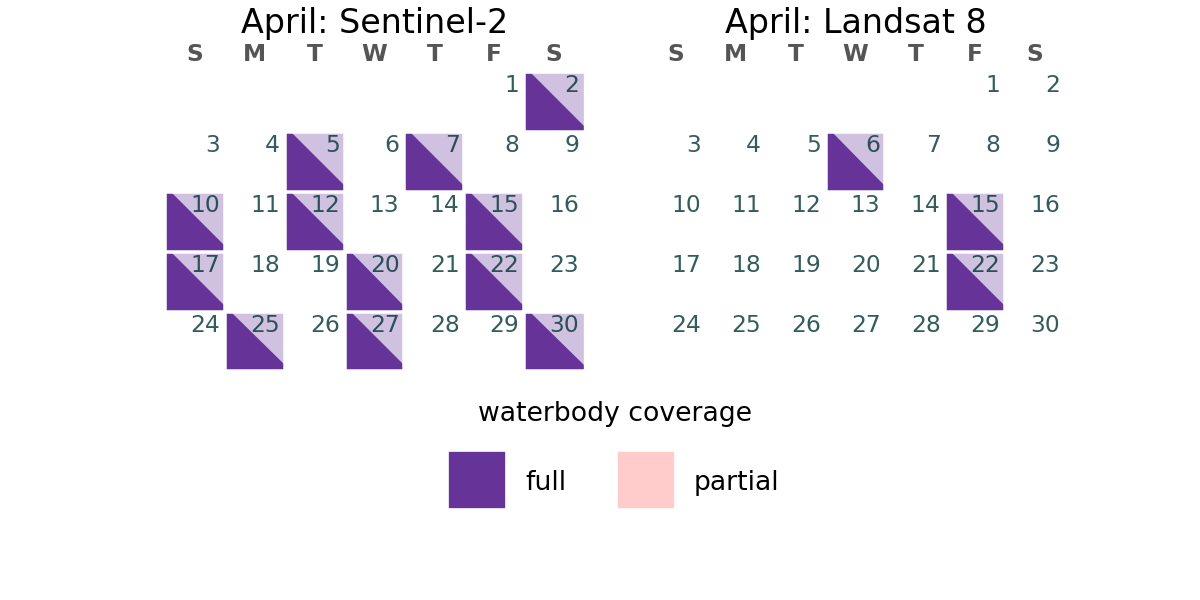 April: Sentinel-2
S M T W T F S
1 2
3 4 5 6 7 8 9
10 11 12 13 14 15 16
17 18 19 20 21 22 23
24 25 26 27 28 29 30
April: Landsat 8
S M T W T F S
1 2
3 4 5 6 7 8 9
10 11 12 13 14 15 16
17 18 19 20 21 22 23
24 25 26 27 28 29 30
waterbody coverage
full
partial